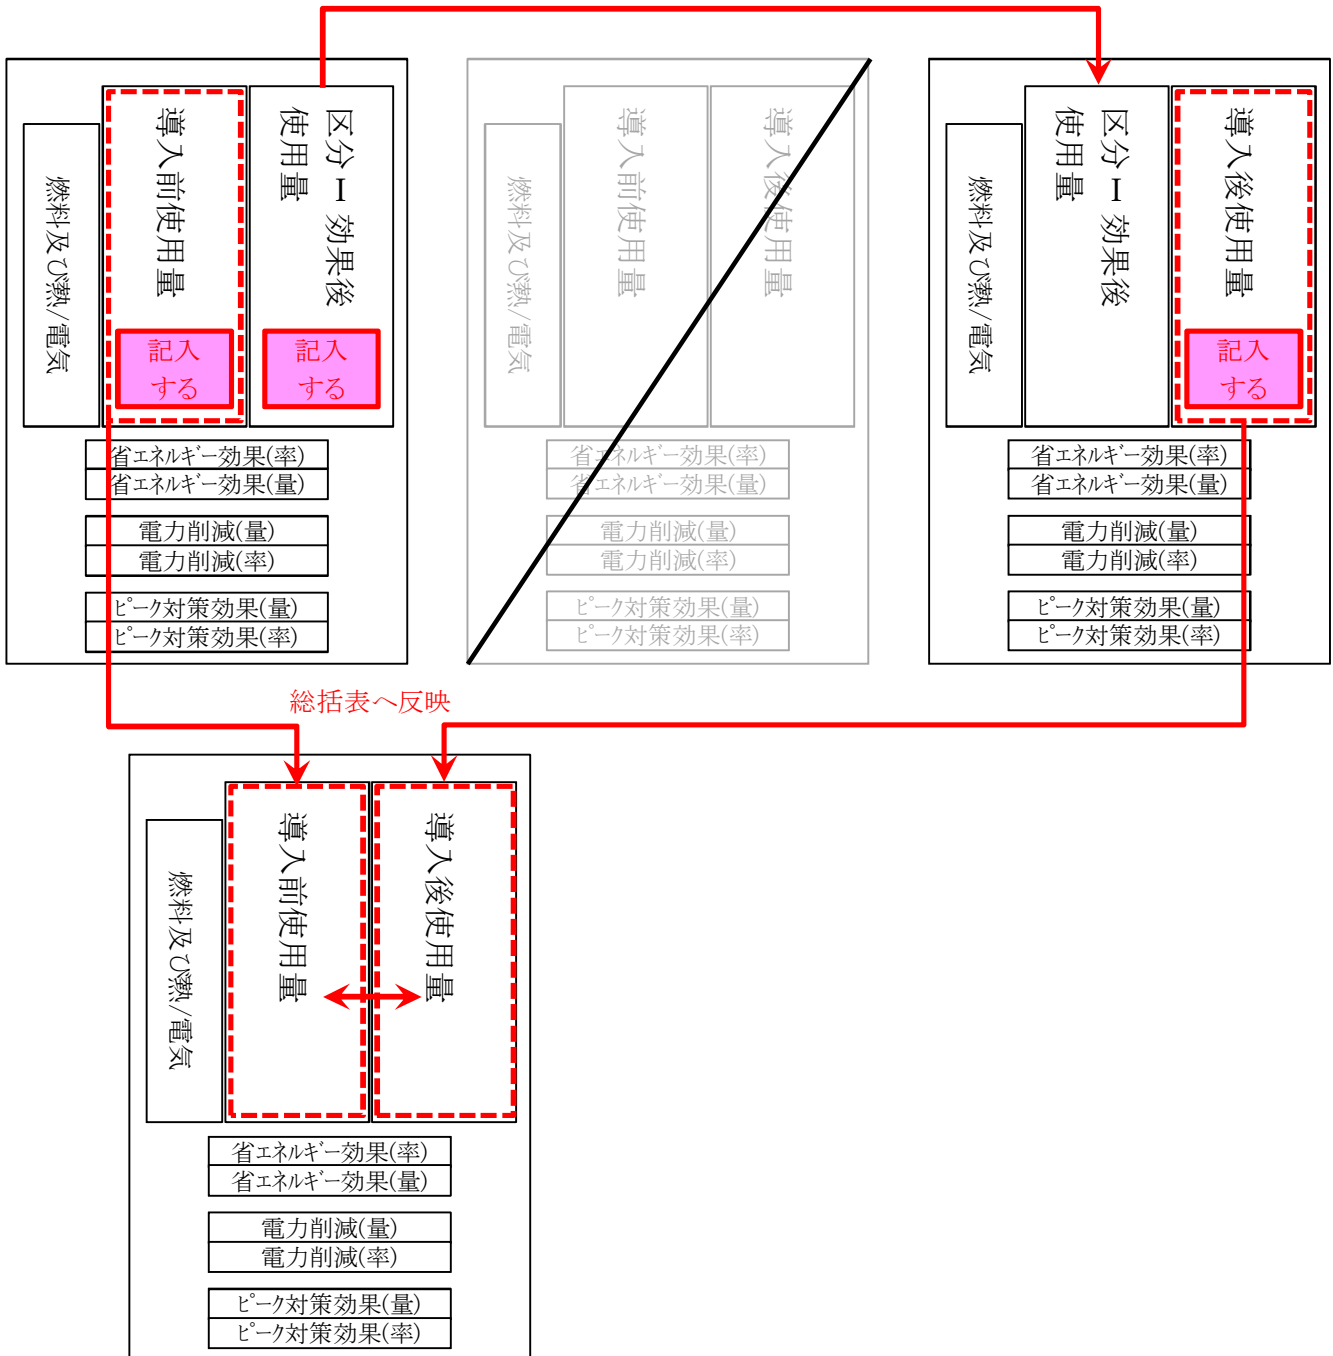 燃料及び熱/電気
導入前使用量
記入
する
区分Ⅰ効果後
使用量
記入
する
省エネルギー効果(率)
省エネルギー効果(量)
電力削減(量)
電力削減(率)
ピーク対策効果(量)
ピーク対策効果(率)
燃料及び熱/電気
導入前使用量
導入後使用量
省エネルギー効果(率)
省エネルギー効果(量)
電力削減(量)
電力削減(率)
ピーク対策効果(量)
ピーク対策効果(率)
燃料及び熱/電気
区分Ⅰ効果後
使用量
導入後使用量
記入
する
省エネルギー効果(率)
省エネルギー効果(量)
電力削減(量)
電力削減(率)
ピーク対策効果(量)
ピーク対策効果(率)
総括表へ反映
燃料及び熱/電気
導入前使用量
導入後使用量
省エネルギー効果(率)
省エネルギー効果(量)
電力削減(量)
電力削減(率)
ピーク対策効果(量)
ピーク対策効果(率)